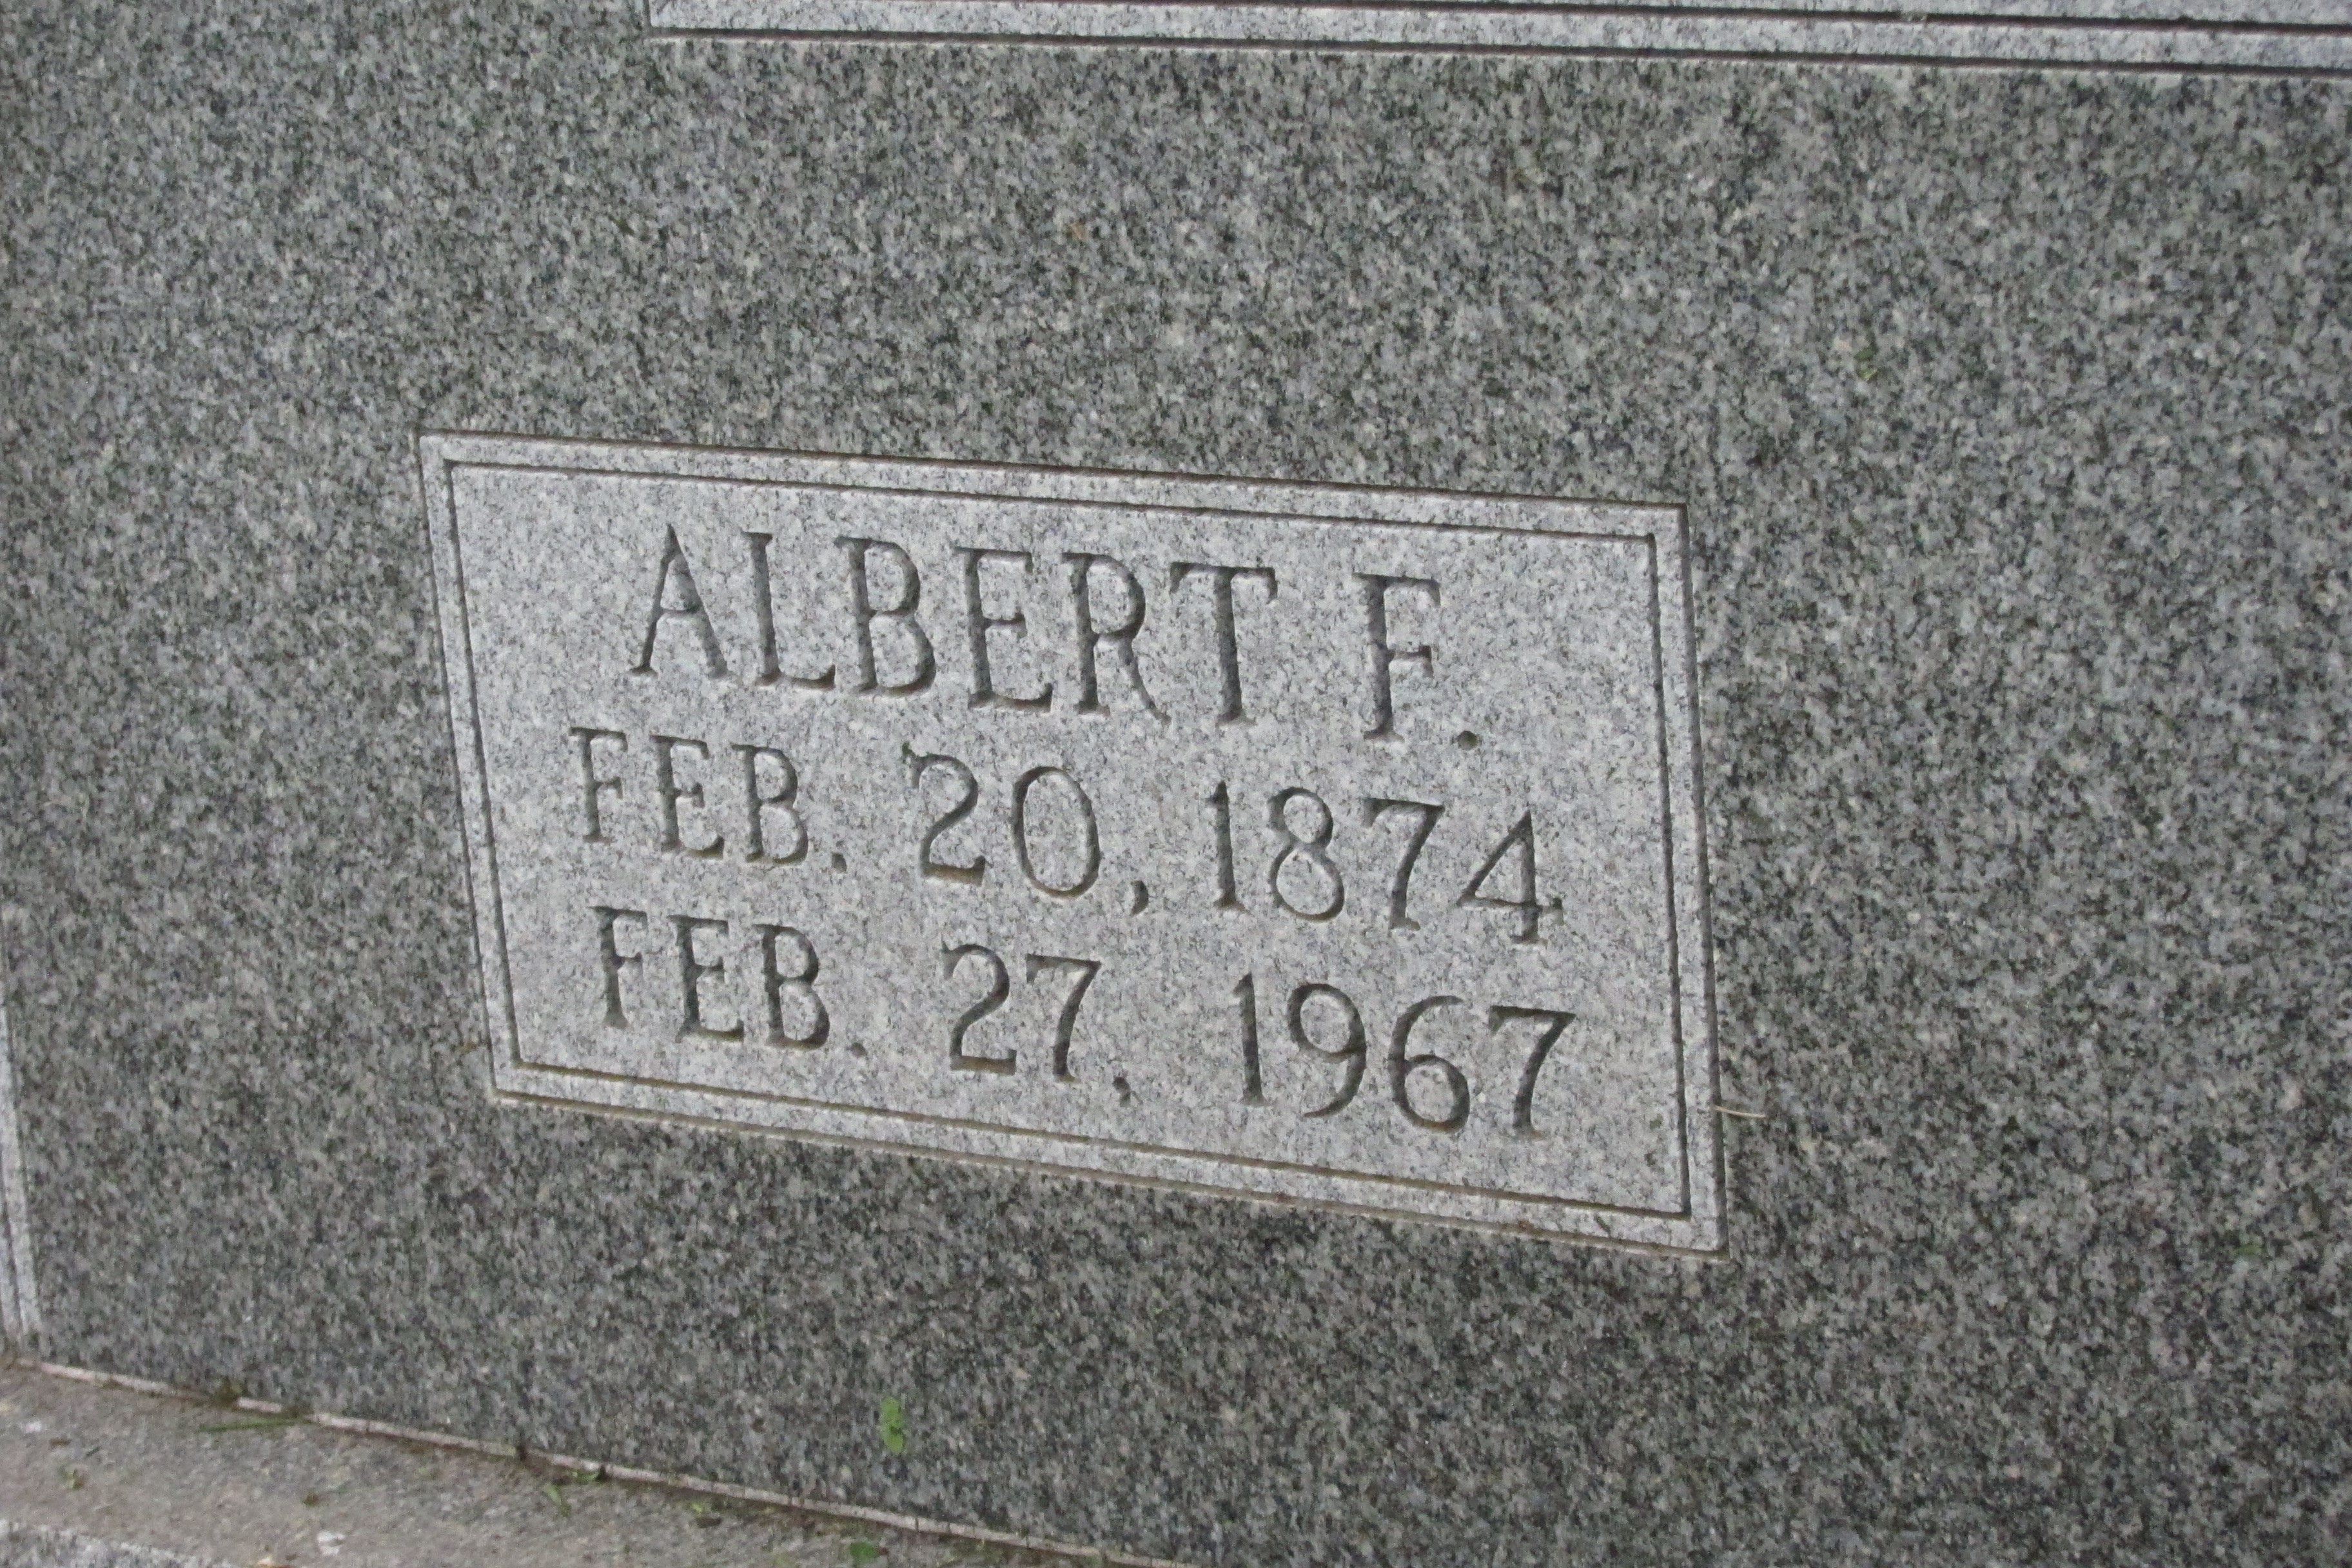 ALBERT F.
FEB. 20, 1874
FEB. 27, 1967